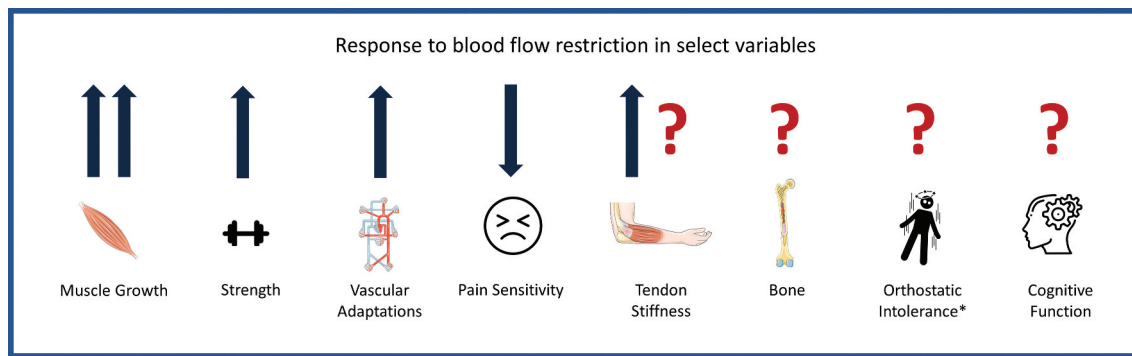 Response to blood flow restriction in select variables
? ? ? ?
Muscle Growth
Strength
Vascular
Adaptations
Pain Sensitivity
Tendon
Stiffness
Bone
Orthostatic
Intolerance*
Cognitive
Function